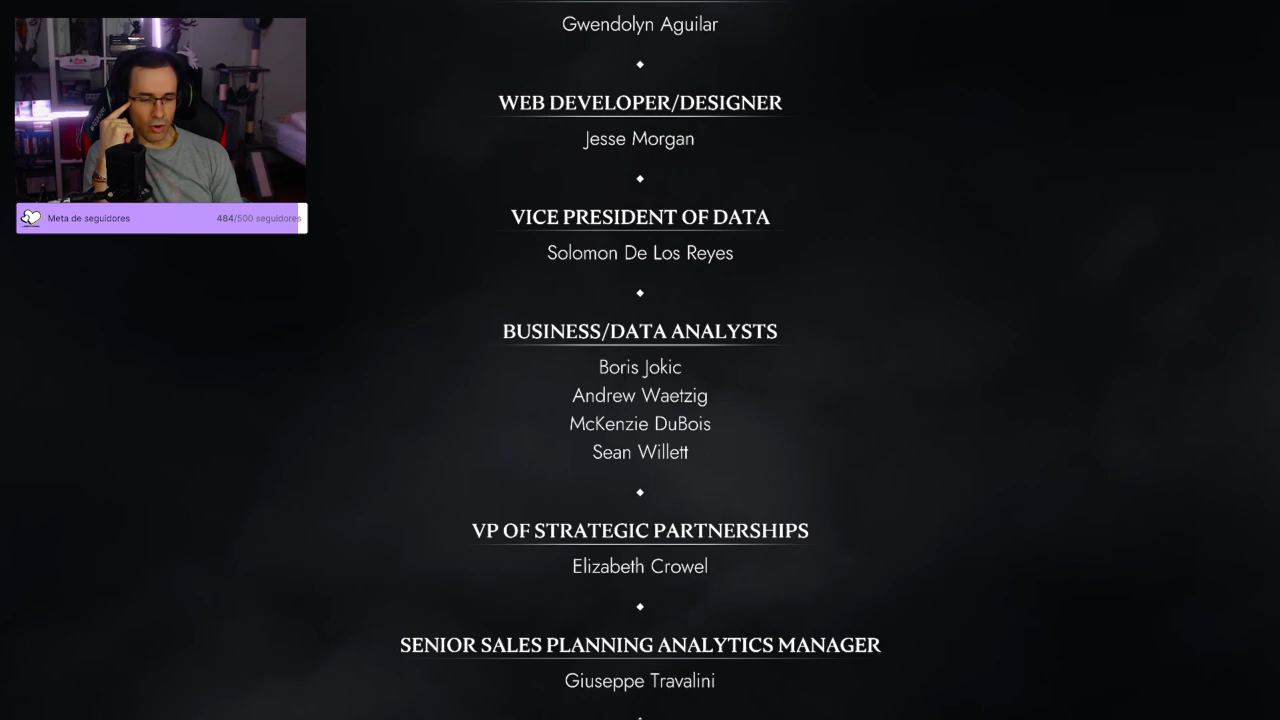 Gwendolyn Aguilar
WEB DEVELOPER/DESIGNER
Jesse Morgan
VICE PRESIDENT OF DATA
Solomon De Los Reyes
Meta de seguidores
484/500 seguidores
BUSINESS/DATA ANALYSTS
Boris Jokic
Andrew Waetzig
McKenzie DuBois
Sean Willett
VP OF STRATEGIC PARTNERSHIPS
Elizabeth Crowel
SENIOR SALES PLANNING ANALYTICS MANAGER
Giuseppe Travalini